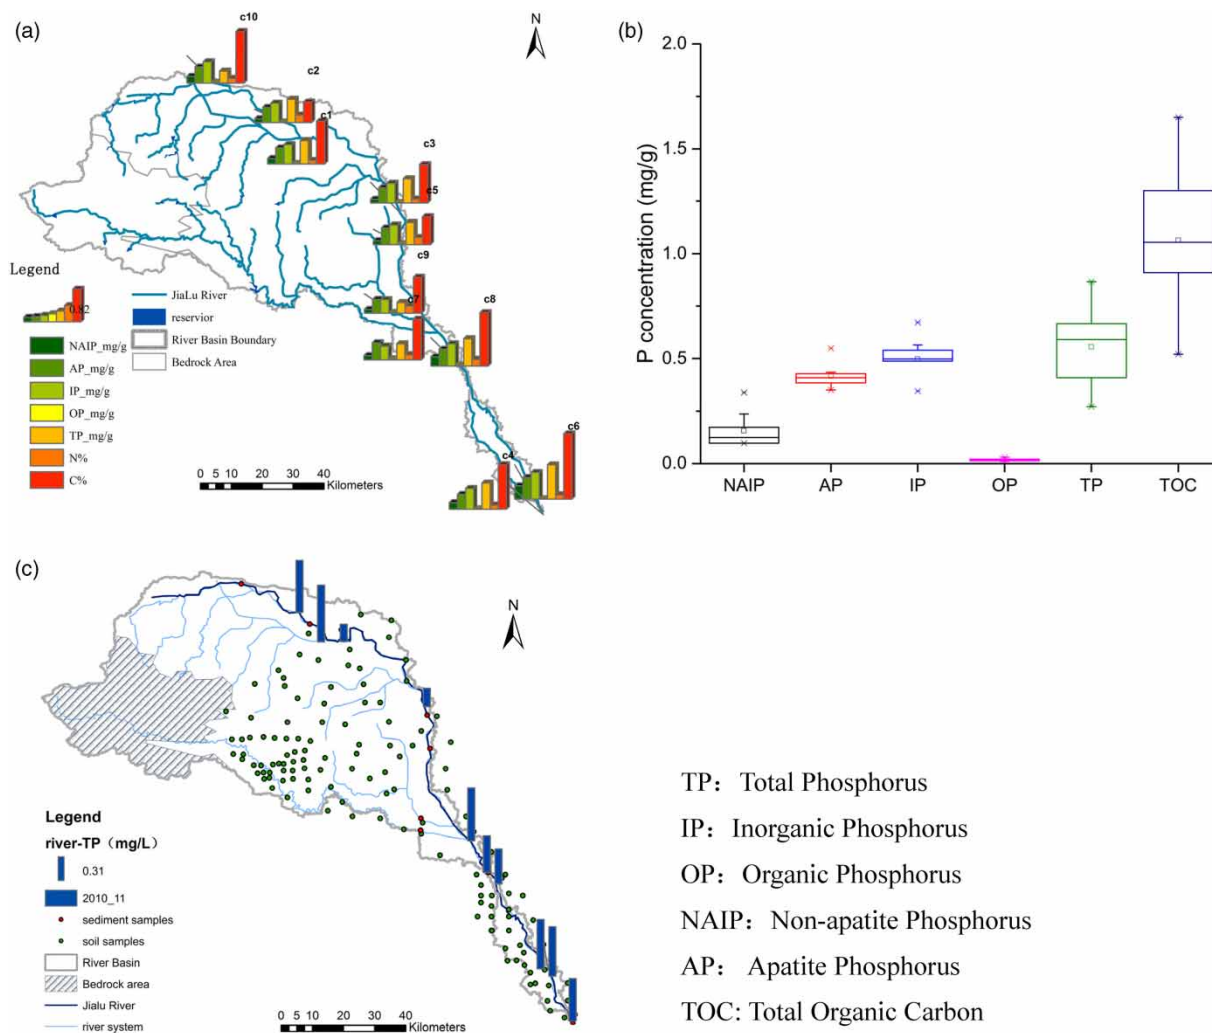 (a)
c10
N
c2
c1
c3
c5
c9
c7
c8
c4
c6
Legend
0.82
NAIP_mg/g
AP_mg/g
IP_mg/g
OP_mg/g
TP_mg/g
N%
C%
JiaLu River
reservior
River Basin Boundary
Bedrock Area
0 5 10 20 30 40
Kilometers
(b)
P concentration (mg/g)
2.0
1.5
1.0
0.5
0.0
NAIP AP IP OP TP TOC
(c)
N
Legend
river-TP（mg/L）
0.31
2010_11
sediment samples
soil samples
River Basin
Bedrock area
Jialu River
river system
0 5 10 20 30 40
Kilometers
TP： Total Phosphorus
IP： Inorganic Phosphorus
OP： Organic Phosphorus
NAIP： Non-apatite Phosphorus
AP： Apatite Phosphorus
TOC: Total Organic Carbon